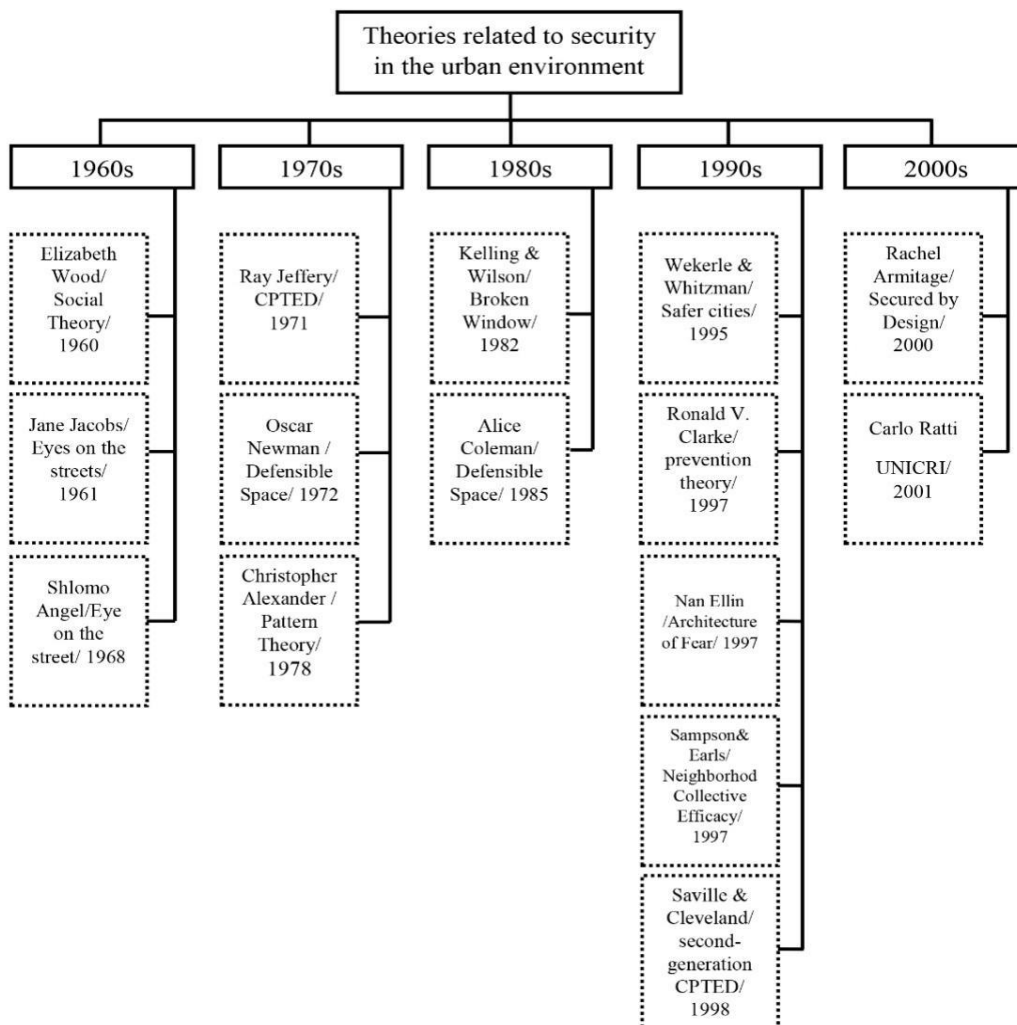 Theories related to security
in the urban environment
1960s
1970s
1980s
1990s
2000s
Elizabeth
Wood/
Social
Theory/
1960
Jane Jacobs/
Eyes on the
streets/
1961
Shlomo
Angel/Eye
on the
street/ 1968
Ray Jeffery/
CPTED/
1971
Oscar
Newman /
Defensible
Space/ 1972
Christopher
Alexander /
Pattern
Theory/
1978
Kelling &
Wilson/
Broken
Window/
1982
Alice
Coleman/
Defensible
Space/ 1985
Wekerle &
Whitzman/
Safer cities/
1995
Ronald V.
Clarke/
prevention
theory/
1997
Nan Ellin
/Architecture
of Fear/ 1997
Sampson&
Earls/
Neighborhod
Collective
Efficacy/
1997
Saville &
Cleveland/
second-
generation
CPTED/
1998
Rachel
Armitage/
Secured by
Design/
2000
Carlo Ratti
UNICRI/
2001